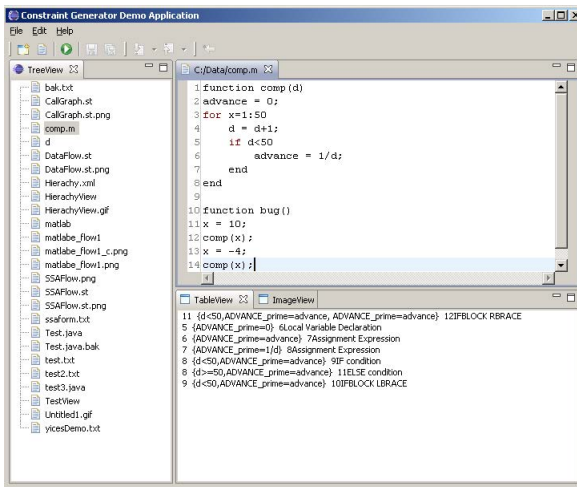 Constraint Generator Demo Application
File Edit Help
TreeView
bak.txt
CallGraph.st
CallGraph.st.png
comp.m
d
DataFlow.st
DataFlow.st.png
Hierachy.xml
HierachyView
HierachyView.gif
matlab
matlabe_flow1
matlabe_flow1_c.png
matlabe_flow1.png
SSAFlow.png
SSAFlow.st
SSAFlow.st.png
ssaform.txt
Test.java
Test.java.bak
test.txt
test2.txt
test3.java
TestView
Untitled1.gif
yicesDemo.txt
C:/Data/comp.m
1 function comp(d)
2 advance = 0;
3 for x=1:50
4 d = d+1;
5 if d<50
6 advance = 1/d;
7 end
8 end
9
10 function bug()
11 x = 10;
12 comp(x);
13 x = -4;
14 comp(x);
TableView ImageView
11 {d<50,ADVANCE_prime=advance, ADVANCE_prime=advance} 12IFBLOCK RBRACE
5 {ADVANCE_prime=0} 6Local Variable Declaration
6 {ADVANCE_prime=advance} 7Assignment Expression
7 {ADVANCE_prime=1/d} 8Assignment Expression
8 {d<50,ADVANCE_prime=advance} 9IF condition
8 {d>=50,ADVANCE_prime=advance} 11ELSE condition
9 {d<50,ADVANCE_prime=advance} 10IFBLOCK LBRACE